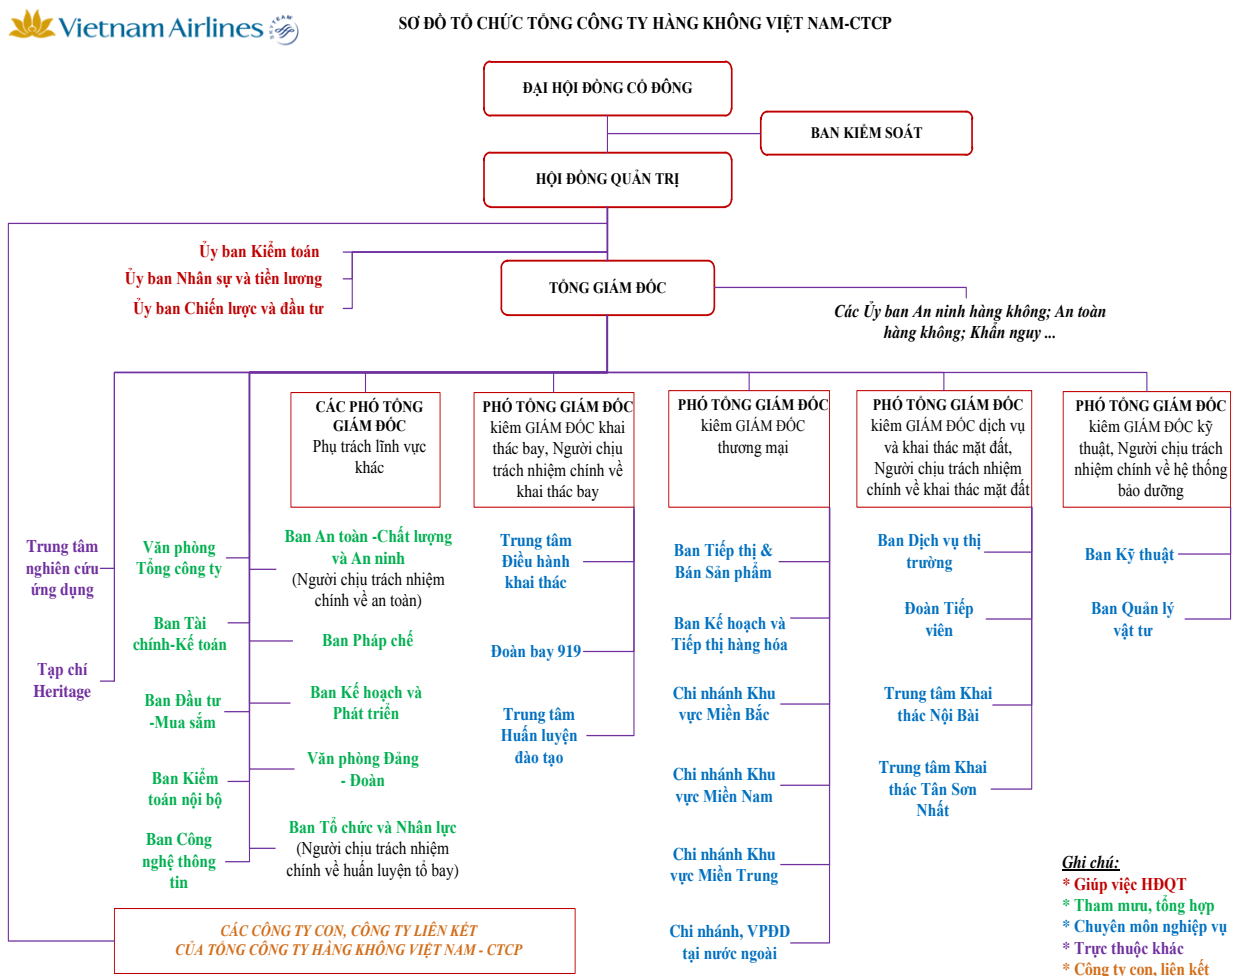 Vietnam Airlines
SKYTEAM
SƠ ĐỒ TỔ CHỨC TỔNG CÔNG TY HÀNG KHÔNG VIỆT NAM-CTCP
ĐẠI HỘI ĐỒNG CỔ ĐÔNG
BAN KIỂM SOÁT
HỘI ĐỒNG QUẢN TRỊ
Ủy ban Kiểm toán
Ủy ban Nhân sự và tiền lương
Ủy ban Chiến lược và đầu tư
TỔNG GIÁM ĐỐC
Các Ủy ban An ninh hàng không; An toàn
hàng không; Khẩn nguy ...
CÁC PHÓ TỔNG
GIÁM ĐỐC
Phụ trách lĩnh vực
khác
PHÓ TỔNG GIÁM ĐỐC
kiêm GIÁM ĐỐC khai
thác bay, Người chịu
trách nhiệm chính về
khai thác bay
PHÓ TỔNG GIÁM ĐỐC
kiêm GIÁM ĐỐC
thương mại
PHÓ TỔNG GIÁM ĐỐC
kiêm GIÁM ĐỐC dịch vụ
và khai thác mặt đất,
Người chịu trách nhiệm
chính về khai thác mặt đất
PHÓ TỔNG GIÁM ĐỐC
kiêm GIÁM ĐỐC kỹ
thuật, Người chịu trách
nhiệm chính về hệ thống
bảo dưỡng
Trung tâm
nghiên cứu
ứng dụng
Tạp chí
Heritage
Văn phòng
Tổng công ty
Ban Tài
chính-Kế toán
Ban Đầu tư
-Mua sắm
Ban Kiểm
toán nội bộ
Ban Công
nghệ thông
tin
Ban An toàn -Chất lượng
và An ninh
(Người chịu trách nhiệm
chính về an toàn)
Ban Pháp chế
Ban Kế hoạch và
Phát triển
Văn phòng Đảng
- Đoàn
Ban Tổ chức và Nhân lực
(Người chịu trách nhiệm
chính về huấn luyện tổ bay)
Trung tâm
Điều hành
khai thác
Đoàn bay 919
Trung tâm
Huấn luyện
đào tạo
Ban Tiếp thị &
Bán Sản phẩm
Ban Kế hoạch và
Tiếp thị hàng hóa
Chi nhánh Khu
vực Miền Bắc
Chi nhánh Khu
vực Miền Nam
Chi nhánh Khu
vực Miền Trung
Chi nhánh, VPĐD
tại nước ngoài
Ban Dịch vụ thị
trường
Đoàn Tiếp
viên
Trung tâm Khai
thác Nội Bài
Trung tâm Khai
thác Tân Sơn
Nhất
Ban Kỹ thuật
Ban Quản lý
vật tư
CÁC CÔNG TY CON, CÔNG TY LIÊN KẾT
CỦA TỔNG CÔNG TY HÀNG KHÔNG VIỆT NAM - CTCP
Ghi chú:
* Giúp việc HĐQT
* Tham mưu, tổng hợp
* Chuyên môn nghiệp vụ
* Trực thuộc khác
* Công ty con, liên kết